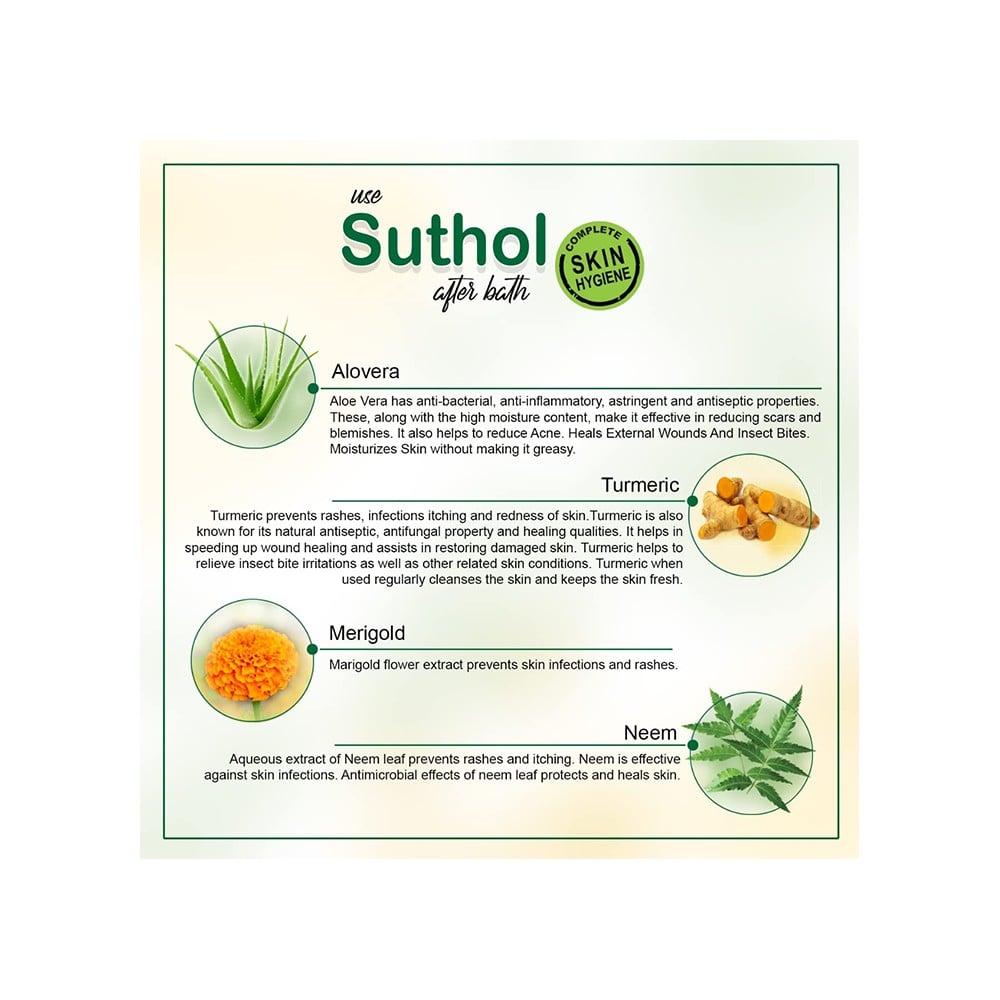 use
Suthol
after bath
COMPLETE
SKIN
HYGIENE
Alovera
Aloe Vera has anti-bacterial, anti-inflammatory, astringent and antiseptic properties.
These, along with the high moisture content, make it effective in reducing scars and
blemishes. It also helps to reduce Acne. Heals External Wounds And Insect Bites.
Moisturizes Skin without making it greasy.
Turmeric
Turmeric prevents rashes, infections itching and redness of skin.Turmeric is also
known for its natural antiseptic, antifungal property and healing qualities. It helps in
speeding up wound healing and assists in restoring damaged skin. Turmeric helps to
relieve insect bite irritations as well as other related skin conditions. Turmeric when
used regularly cleanses the skin and keeps the skin fresh.
Merigold
Marigold flower extract prevents skin infections and rashes.
Neem
Aqueous extract of Neem leaf prevents rashes and itching. Neem is effective
against skin infections. Antimicrobial effects of neem leaf protects and heals skin.